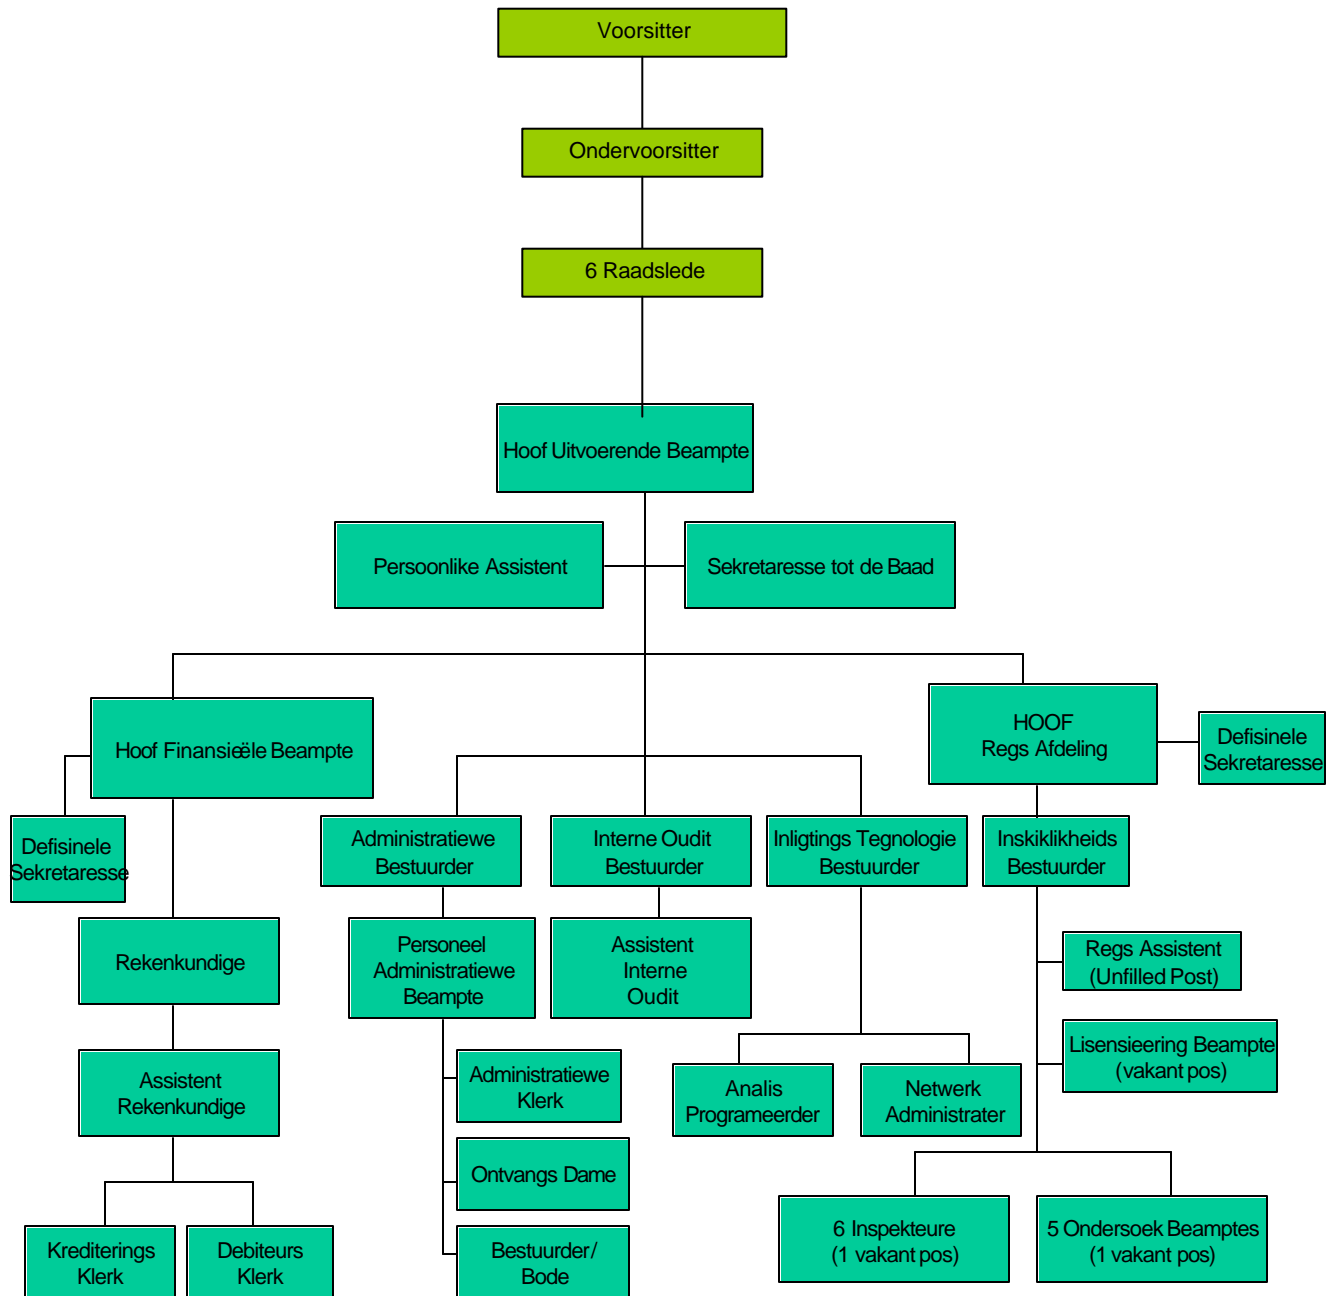 Voorsitter
Ondervoorsitter
6 Raadslede
Hoof Uitvoerende Beampte
Persoonlike Assistent
Sekretaresse tot de Baad
Hoof Finansieële Beampte
HOOF
Regs Afdeling
Defisinele
Sekretaresse
Defisinele
Sekretaresse
Administratiewe
Bestuurder
Interne Oudit
Bestuurder
Inligtings Tegnologie
Bestuurder
Inskiklikheids
Bestuurder
Rekenkundige
Personeel
Administratiewe
Beampte
Assistent
Interne
Oudit
Regs Assistent
(Unfilled Post)
Lisensieering Beampte
(vakant pos)
Assistent
Rekenkundige
Administratiewe
Klerk
Analis
Programeerder
Netwerk
Administrater
Ontvangs Dame
6 Inspekteure
(1 vakant pos)
5 Ondersoek Beamptes
(1 vakant pos)
Krediterings
Klerk
Debiteurs
Klerk
Bestuurder/
Bode